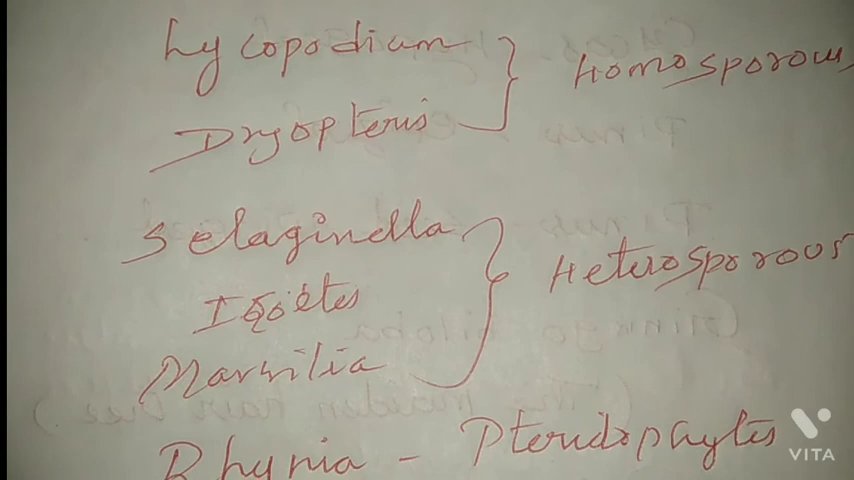 Lycopodium
Homosporous
Dryopteris
Selaginella
Heterosporous
Isoëtes
Marsilia
Rhynia - Pteridophytes
VITA